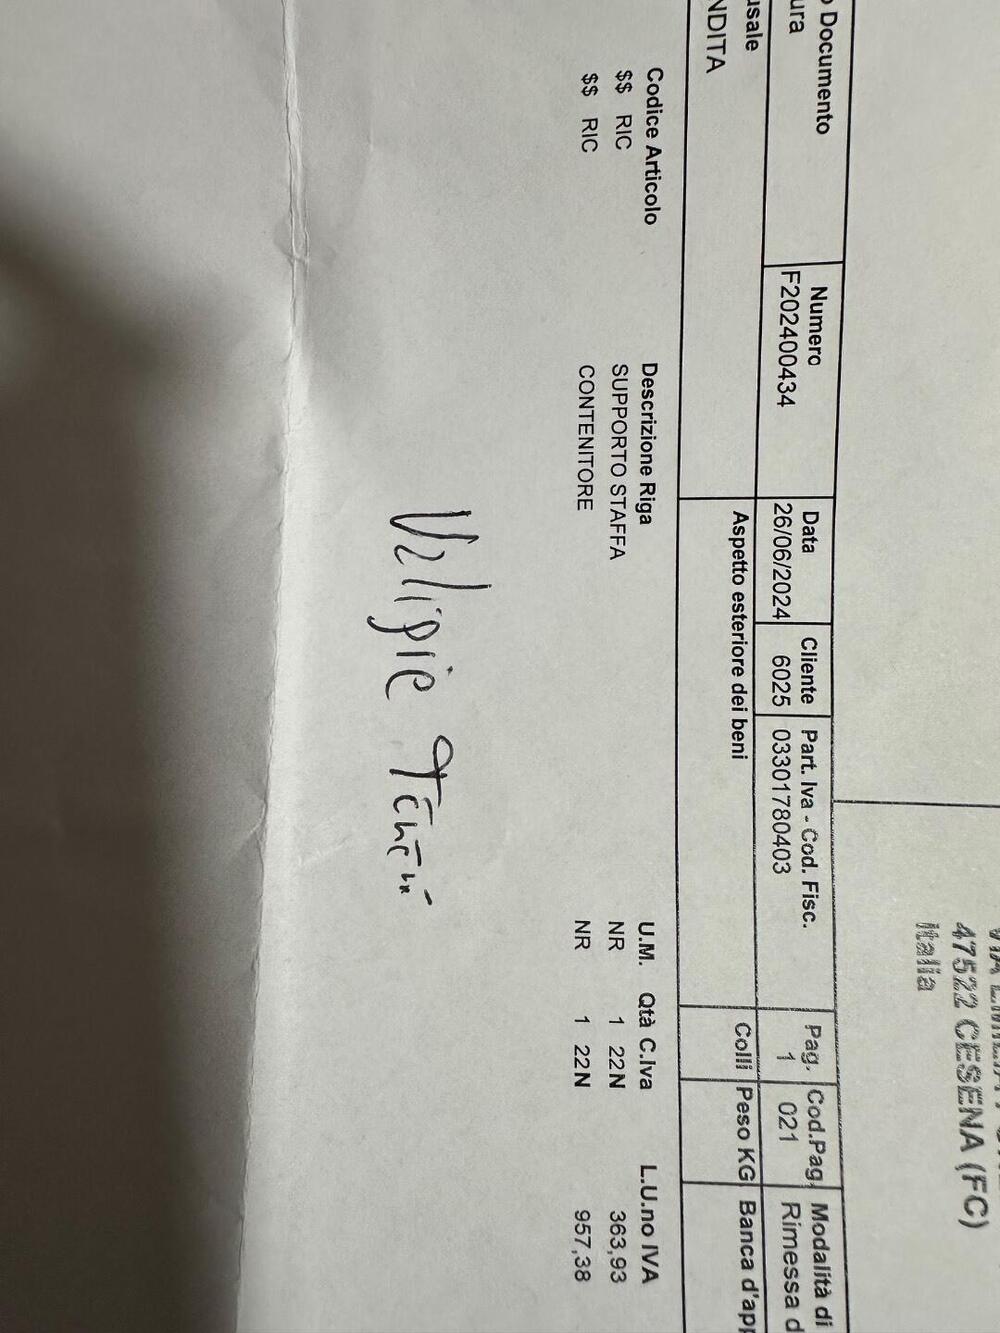 47522 CESENA (FC)
Italia
Documento Numero Data Cliente Part. Iva - Cod. Fisc. Pag. Cod.Pag. Modalità di
ura F202400434 26/06/2024 6025 03301780403 1 021 Rimessa d
usale Aspetto esteriore dei beni Colli Peso KG Banca d'app
NDITA
Codice Articolo Descrizione Riga U.M. Qtà C.Iva L.U.no IVA
$$ RIC SUPPORTO STAFFA NR 1 22N 363,93
$$ RIC CONTENITORE NR 1 22N 957,38